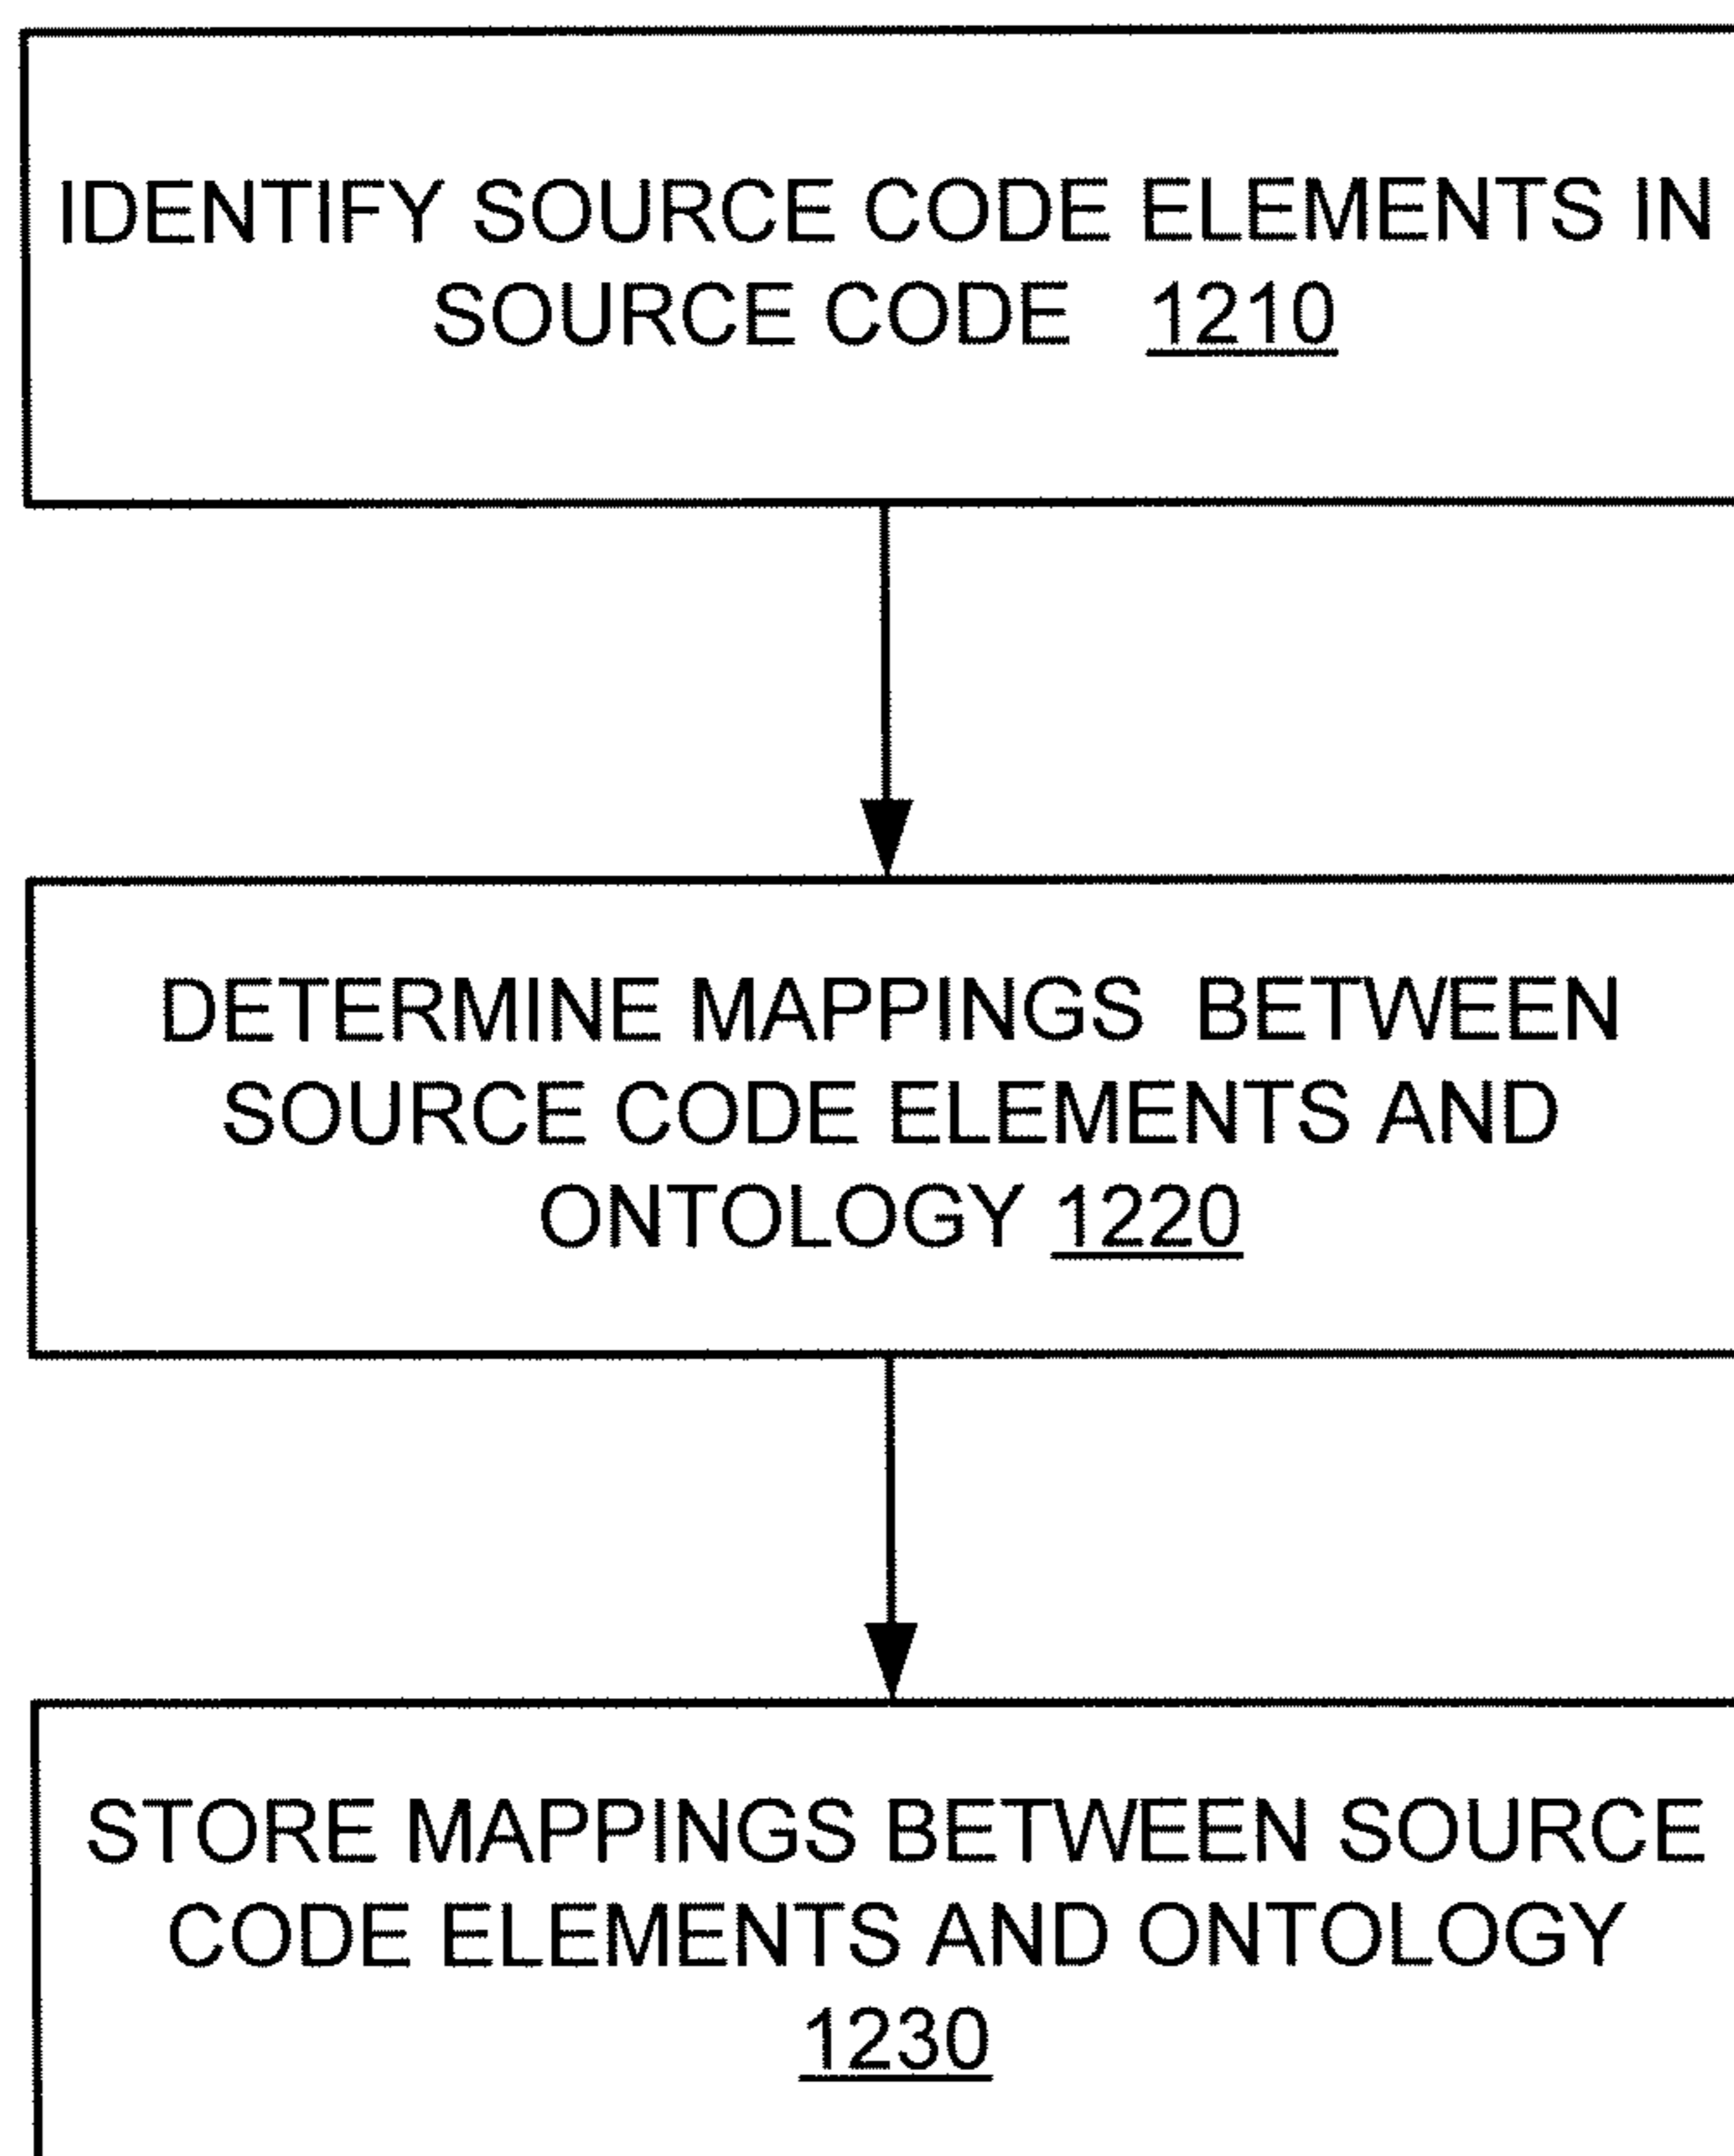 IDENTIFY SOURCE CODE ELEMENTS IN
SOURCE CODE 1210
DETERMINE MAPPINGS BETWEEN
SOURCE CODE ELEMENTS AND
ONTOLOGY 1220
STORE MAPPINGS BETWEEN SOURCE
CODE ELEMENTS AND ONTOLOGY
1230